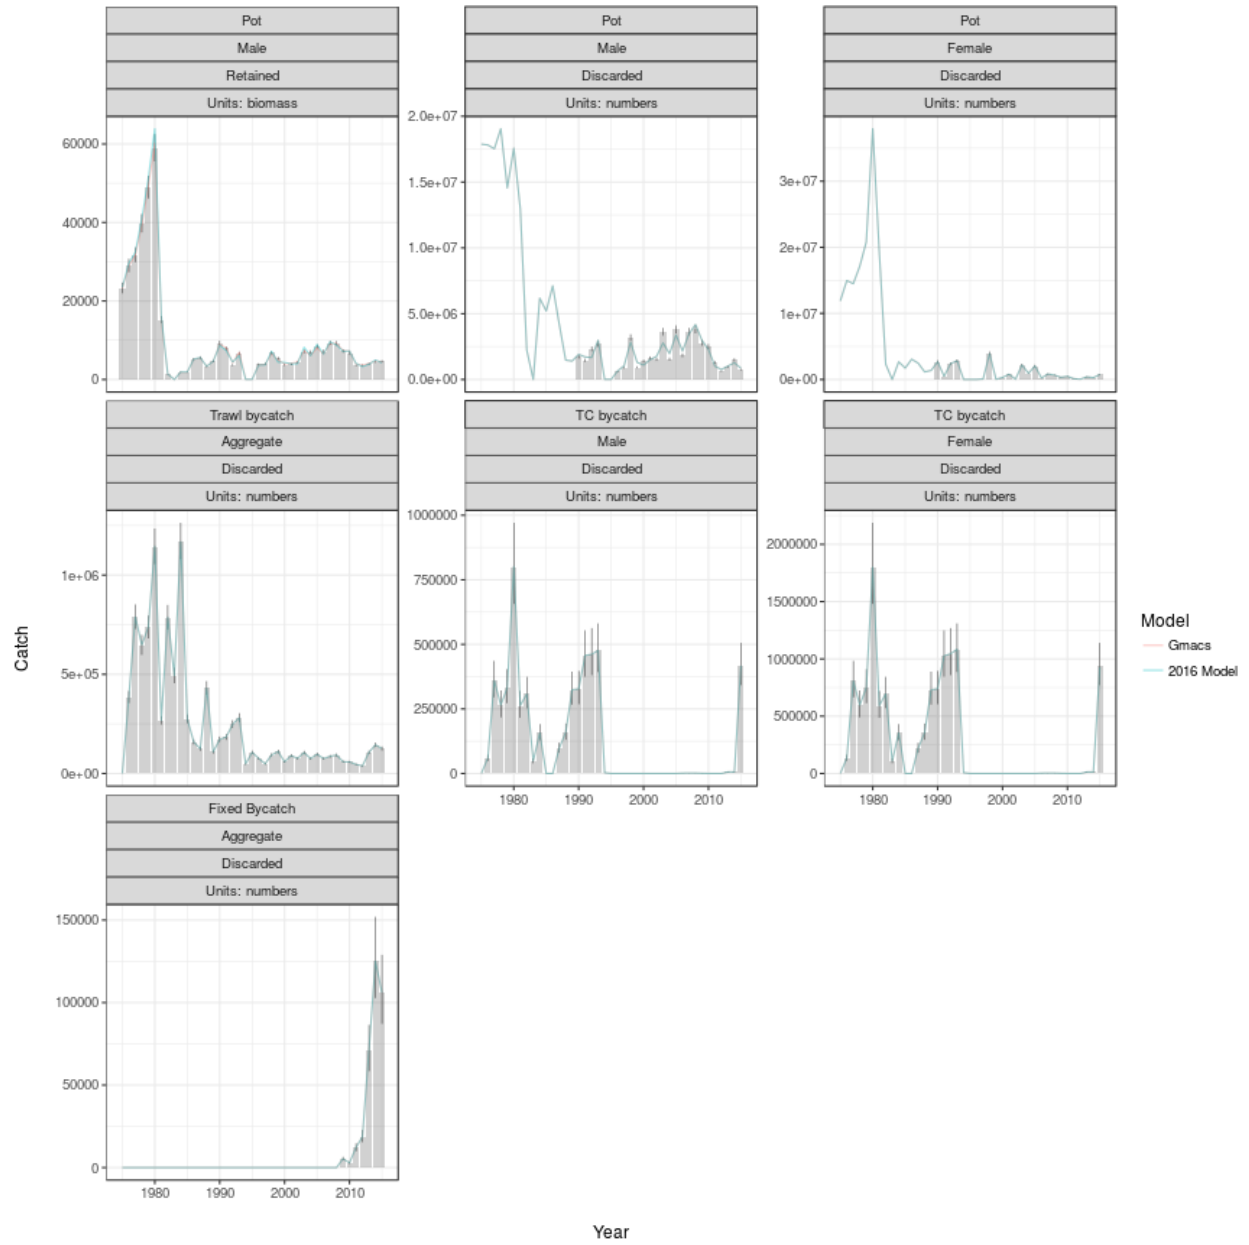 Pot
Male
Retained
Units: biomass
60000
40000
20000
0
Pot
Male
Discarded
Units: numbers
2.0e+07
1.5e+07
1.0e+07
5.0e+06
0.0e+00
Pot
Female
Discarded
Units: numbers
3e+07
2e+07
1e+07
0e+00
Trawl bycatch
Aggregate
Discarded
Units: numbers
1e+06
5e+05
0e+00
TC bycatch
Male
Discarded
Units: numbers
1000000
750000
500000
250000
0
1980 1990 2000 2010
TC bycatch
Female
Discarded
Units: numbers
2000000
1500000
1000000
500000
0
1980 1990 2000 2010
Fixed Bycatch
Aggregate
Discarded
Units: numbers
150000
100000
50000
0
1980 1990 2000 2010
Catch
Year
Model
Gmacs
2016 Model